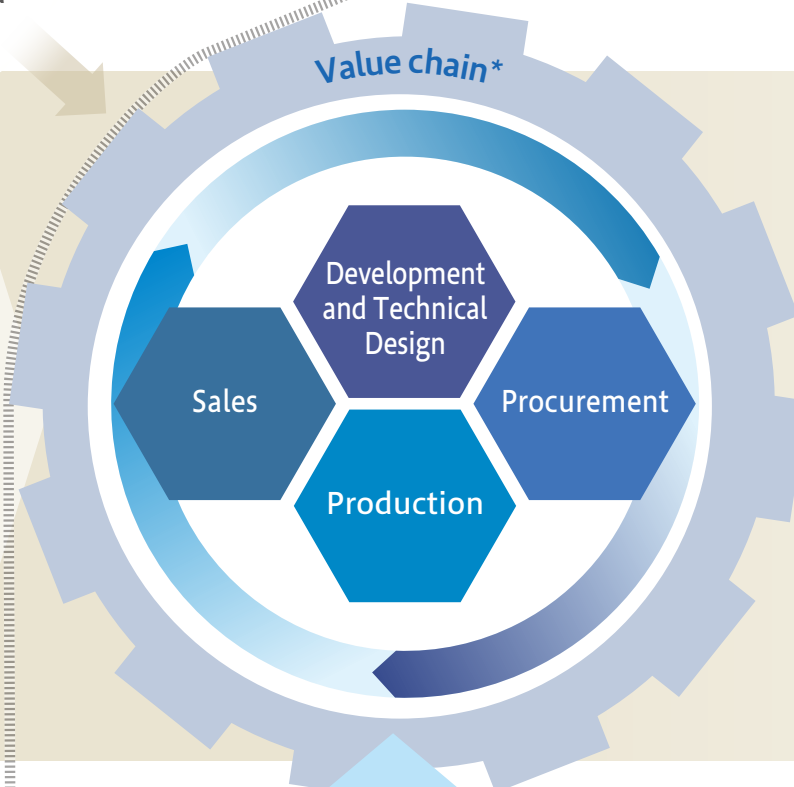 Value chain*
Development
and Technical
Design
Sales
Procurement
Production